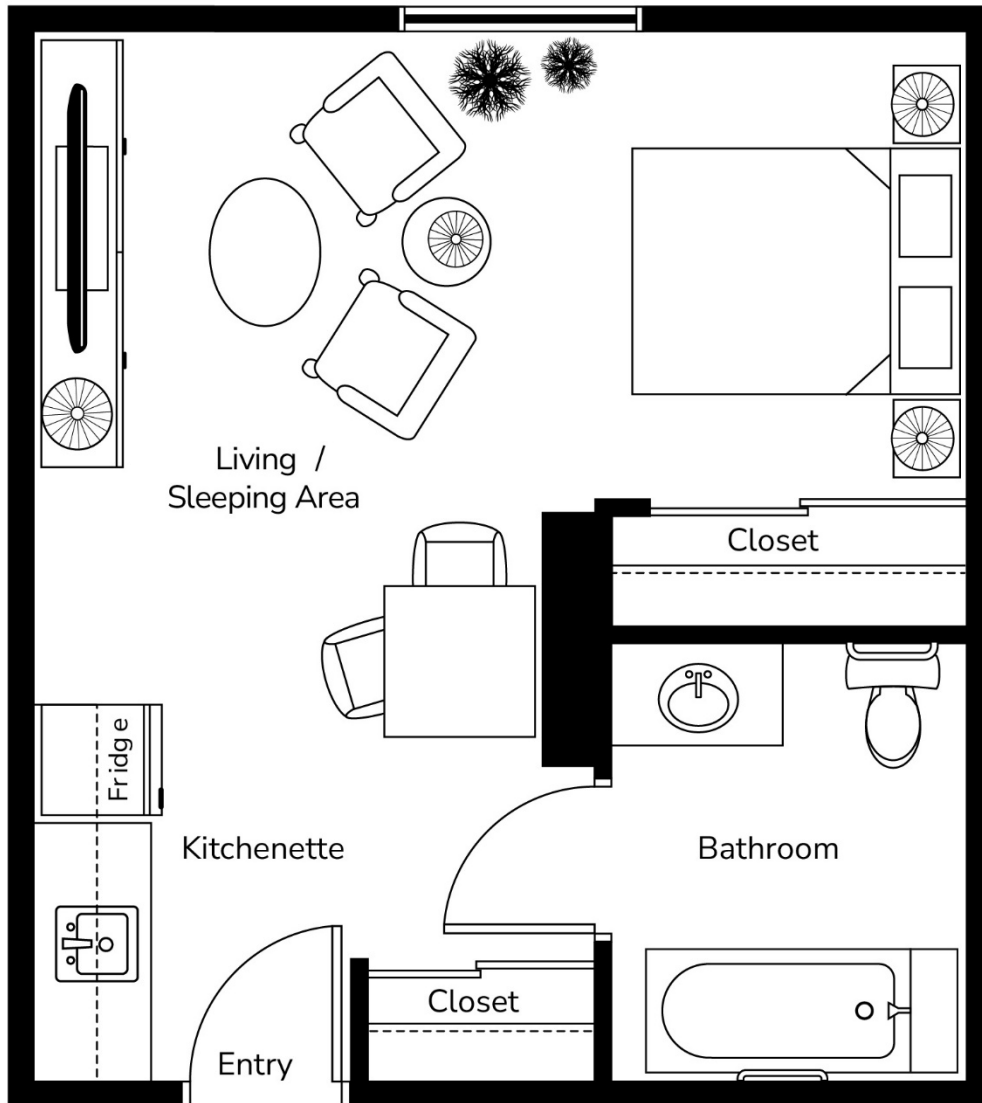 Living /
Sleeping Area
Closet
Fridge
Kitchenette
Bathroom
Closet
Entry